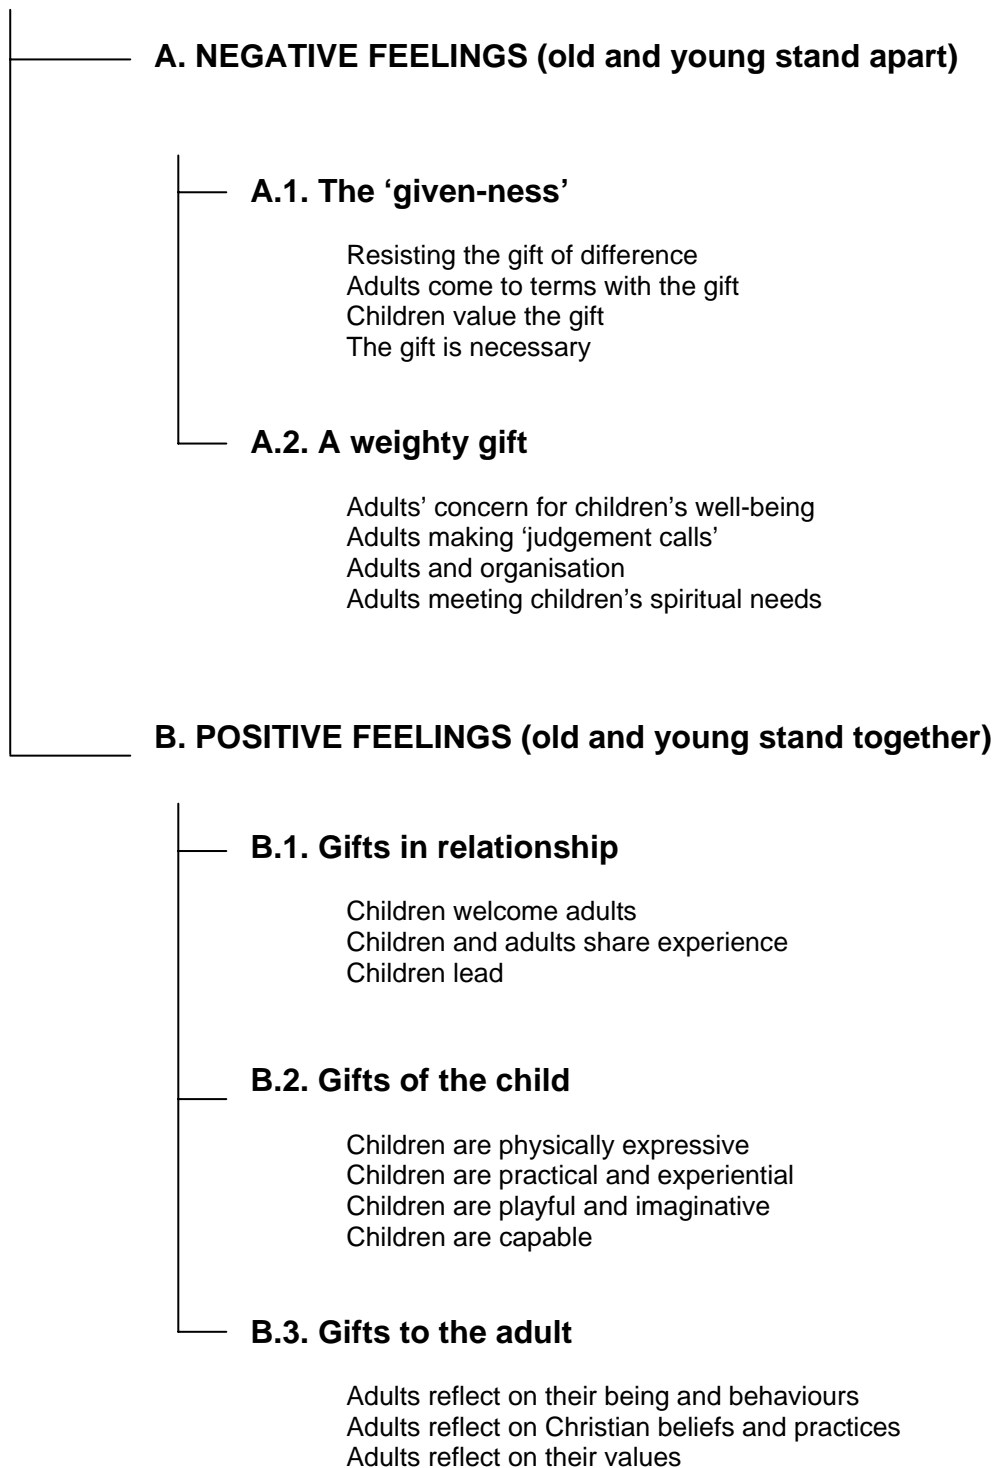 A. NEGATIVE FEELINGS (old and young stand apart)
A.1. The ‘given-ness’
Resisting the gift of difference
Adults come to terms with the gift
Children value the gift
The gift is necessary
A.2. A weighty gift
Adults’ concern for children’s well-being
Adults making ‘judgement calls’
Adults and organisation
Adults meeting children’s spiritual needs
B. POSITIVE FEELINGS (old and young stand together)
B.1. Gifts in relationship
Children welcome adults
Children and adults share experience
Children lead
B.2. Gifts of the child
Children are physically expressive
Children are practical and experiential
Children are playful and imaginative
Children are capable
B.3. Gifts to the adult
Adults reflect on their being and behaviours
Adults reflect on Christian beliefs and practices
Adults reflect on their values